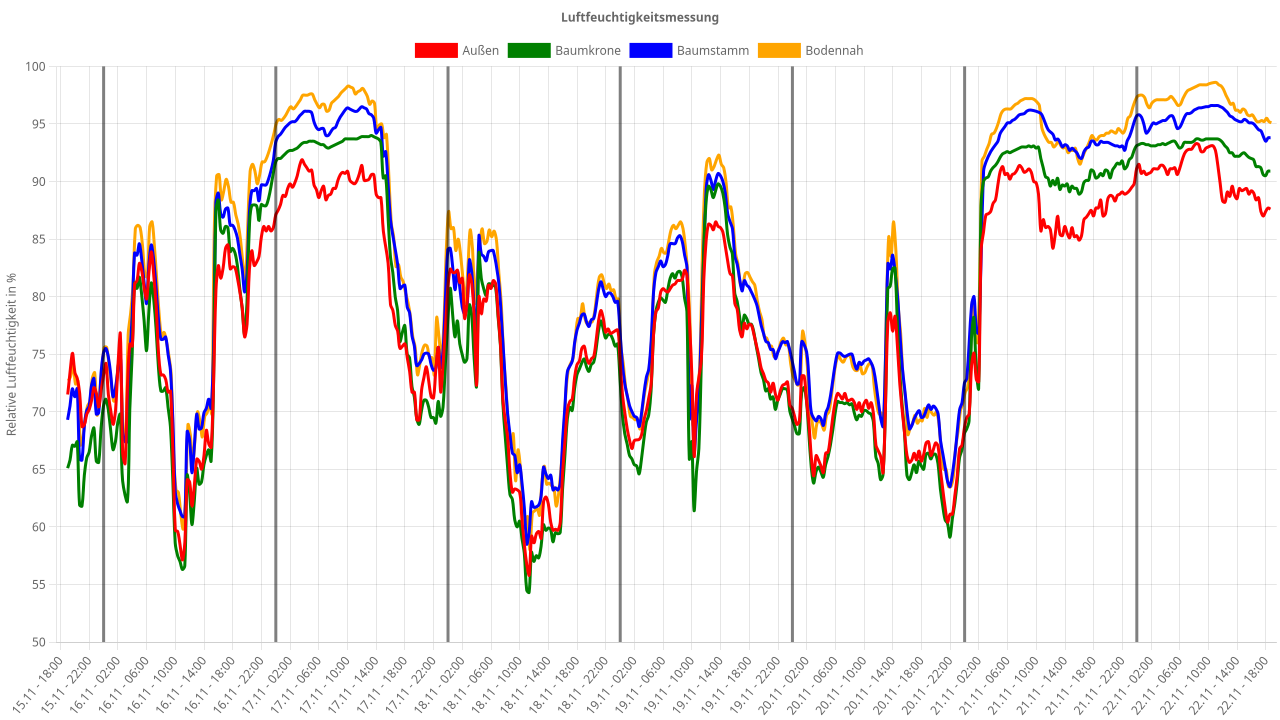 Luftfeuchtigkeitsmessung
Außen Baumkrone Baumstamm Bodennah
Relative Luftfeuchtigkeit in %
100
95
90
85
80
75
70
65
60
55
50
15.11 - 18:00
15.11 - 22:00
16.11 - 02:00
16.11 - 06:00
16.11 - 10:00
16.11 - 14:00
16.11 - 18:00
16.11 - 22:00
17.11 - 02:00
17.11 - 06:00
17.11 - 10:00
17.11 - 14:00
17.11 - 18:00
17.11 - 22:00
18.11 - 02:00
18.11 - 06:00
18.11 - 10:00
18.11 - 14:00
18.11 - 18:00
18.11 - 22:00
19.11 - 02:00
19.11 - 06:00
19.11 - 10:00
19.11 - 14:00
19.11 - 18:00
19.11 - 22:00
20.11 - 02:00
20.11 - 06:00
20.11 - 10:00
20.11 - 14:00
20.11 - 18:00
20.11 - 22:00
21.11 - 02:00
21.11 - 06:00
21.11 - 10:00
21.11 - 14:00
21.11 - 18:00
21.11 - 22:00
22.11 - 02:00
22.11 - 06:00
22.11 - 10:00
22.11 - 14:00
22.11 - 18:00